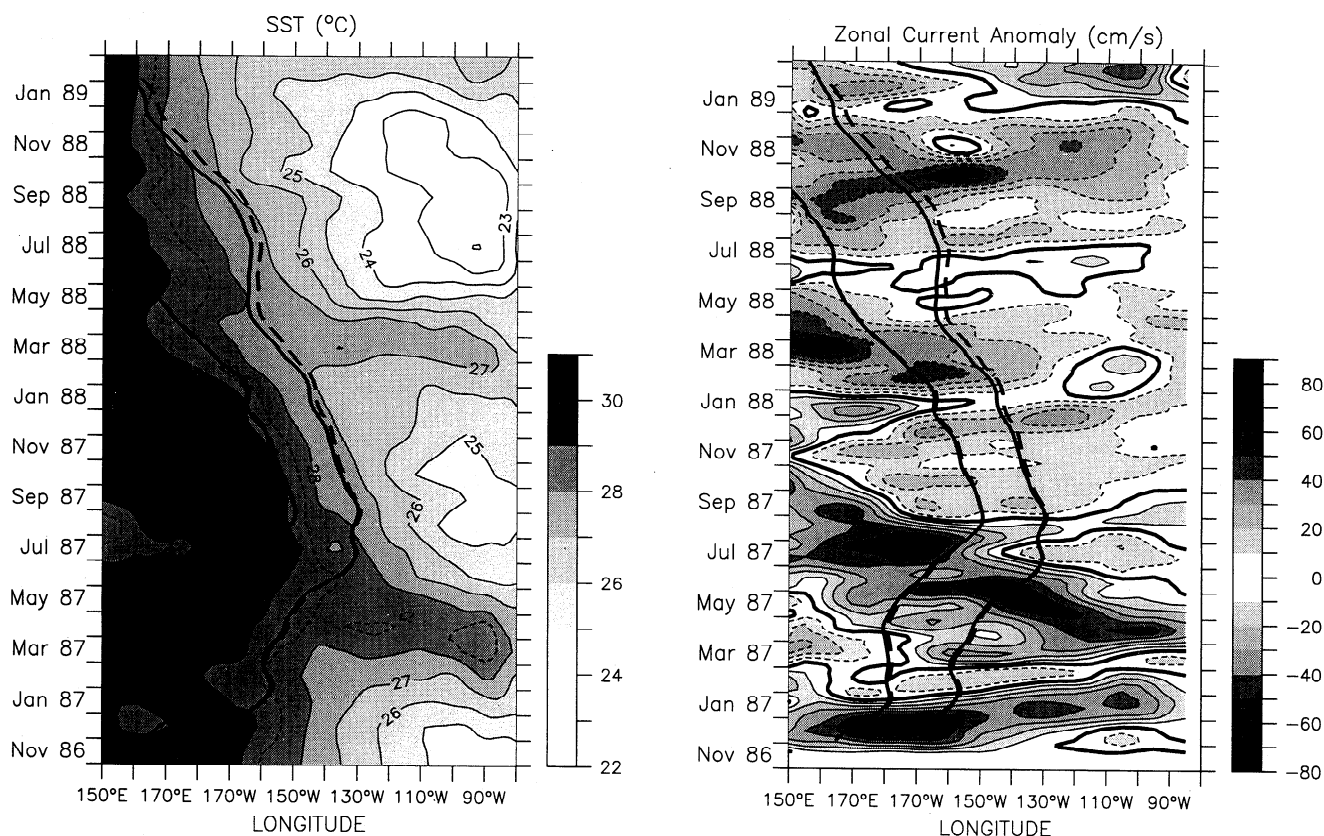 SST (°C)
Jan 89
Nov 88
Sep 88
Jul 88
May 88
Mar 88
Jan 88
Nov 87
Sep 87
Jul 87
May 87
Mar 87
Jan 87
Nov 86
25
26
24
23
27
25
28
26
27
26
150°E 170°E 170°W 150°W 130°W 110°W 90°W
LONGITUDE
30
28
26
24
22
Zonal Current Anomaly (cm/s)
Jan 89
Nov 88
Sep 88
Jul 88
May 88
Mar 88
Jan 88
Nov 87
Sep 87
Jul 87
May 87
Mar 87
Jan 87
Nov 86
150°E 170°E 170°W 150°W 130°W 110°W 90°W
LONGITUDE
80
60
40
20
0
−20
−40
−60
−80